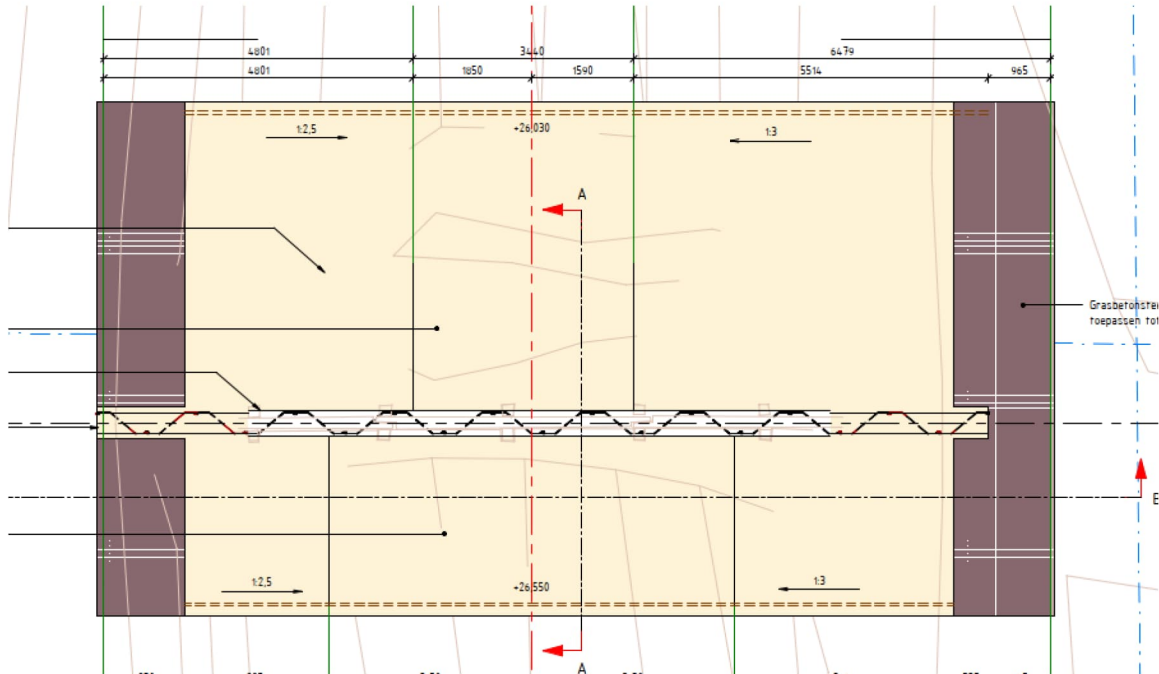 4801 3440 6479
4801 1850 1590 5514 965
1:2,5 +26.030 1:3
A
Grasbetonste
toepassen tot
B
1:2,5 +26.550 1:3
A